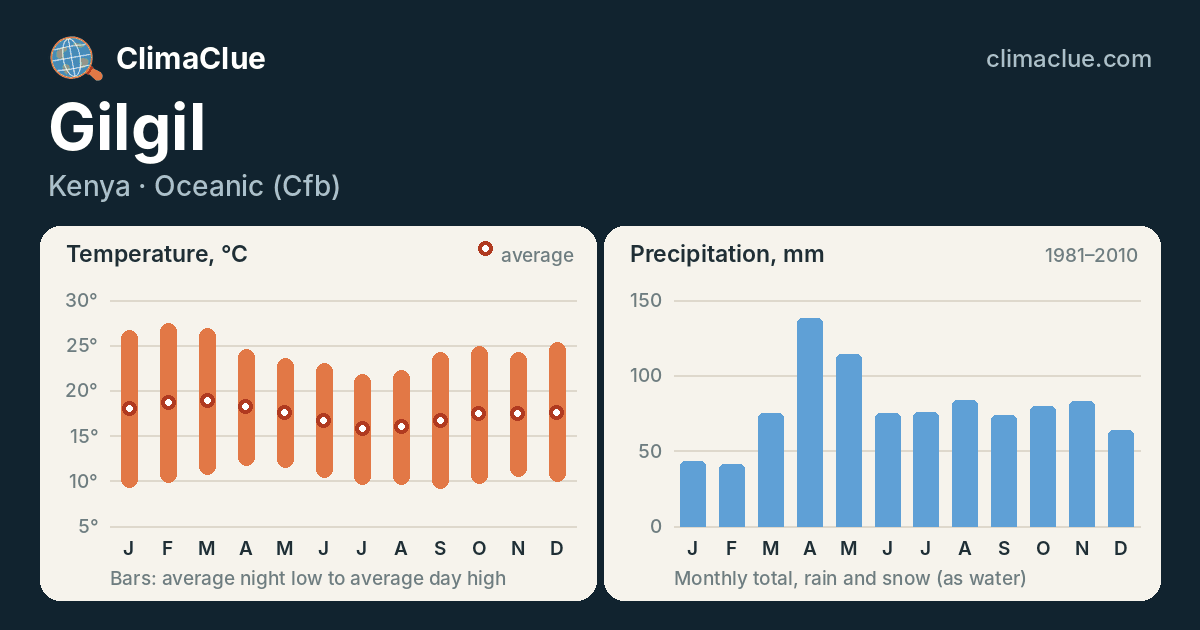 ClimaClue
climaclue.com
Gilgil
Kenya · Oceanic (Cfb)
Temperature, °C
average
30°
25°
20°
15°
10°
5°
J F M A M J J A S O N D
Bars: average night low to average day high
Precipitation, mm
1981–2010
150
100
50
0
J F M A M J J A S O N D
Monthly total, rain and snow (as water)